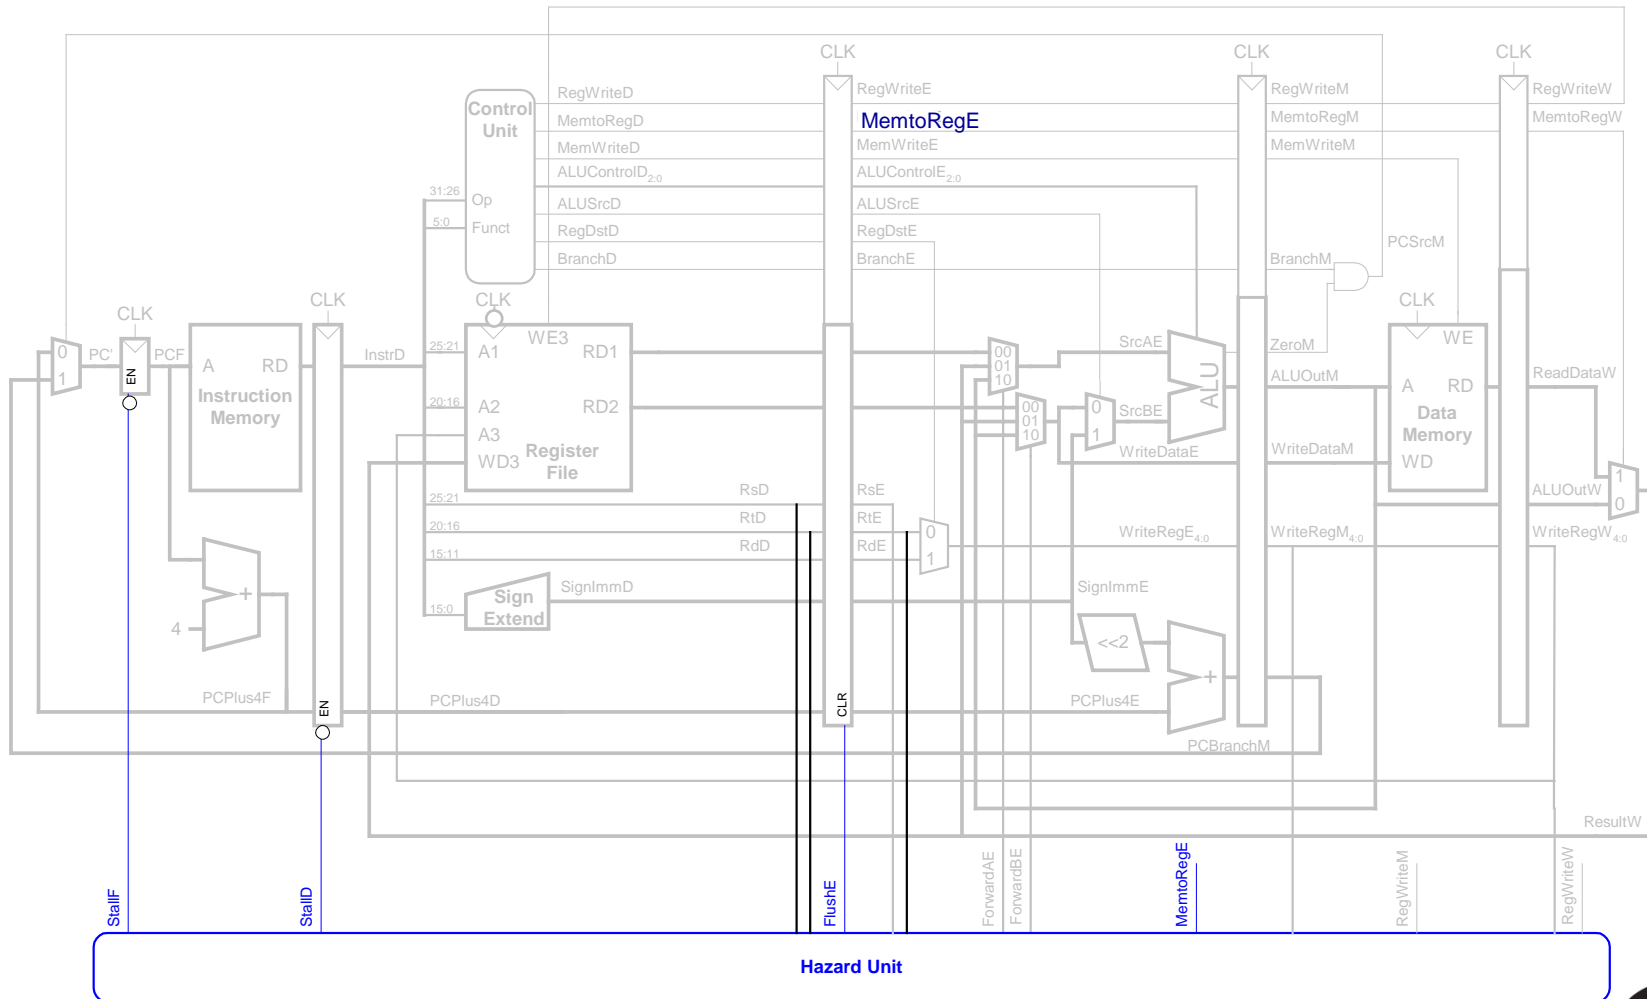 CLK
CLK
CLK
RegWriteD
RegWriteE
RegWriteM
RegWriteW
Control
Unit
MemtoRegD
MemtoRegE
MemtoRegM
MemtoRegW
MemWriteD
MemWriteE
MemWriteM
ALUControlD2:0
ALUControlE2:0
31:26
Op
ALUSrcD
ALUSrcE
5:0
Funct
RegDstD
RegDstE
PCSrcM
BranchD
BranchE
BranchM
CLK
CLK
CLK
CLK
0
1
PC'
EN
PCF
A
RD
Instruction
Memory
InstrD
25:21
A1
WE3
RD1
20:16
A2
RD2
A3
WD3
Register
File
00
01
10
00
01
10
0
1
SrcAE
SrcBE
ALU
ZeroM
ALUOutM
WE
A
RD
Data
Memory
WD
ReadDataW
WriteDataE
WriteDataM
1
0
ALUOutW
25:21
RsD
RsE
20:16
RtD
RtE
15:11
RdD
RdE
0
1
WriteRegE4:0
WriteRegM4:0
WriteRegW4:0
15:0
Sign
Extend
SignImmD
SignImmE
+
4
<<2
+
PCPlus4F
EN
PCPlus4D
CLR
PCPlus4E
PCBranchM
ResultW
StallF
StallD
FlushE
ForwardAE
ForwardBE
MemtoRegE
RegWriteM
RegWriteW
Hazard Unit